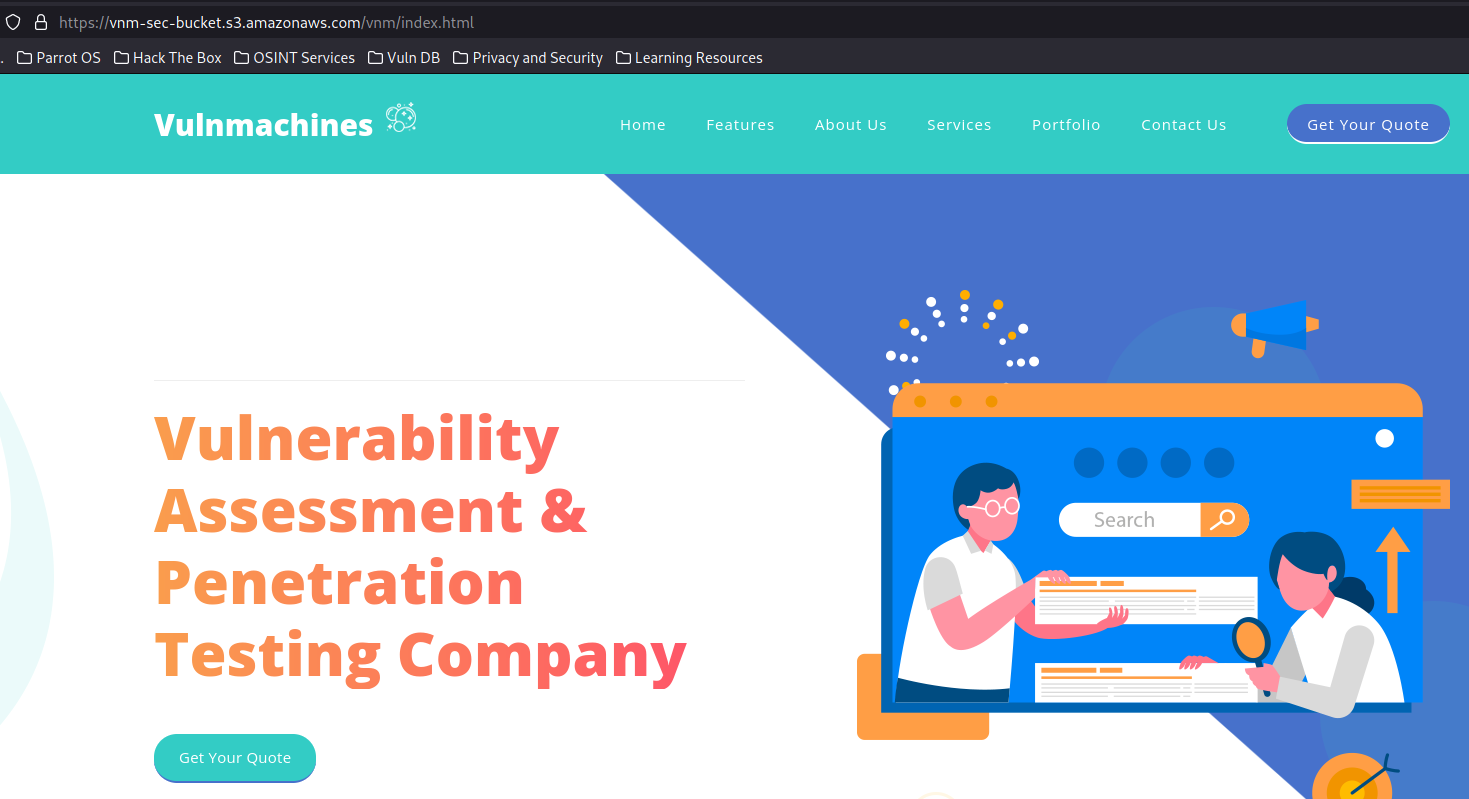 https://vnm-sec-bucket.s3.amazonaws.com/vnm/index.html
. Parrot OS Hack The Box OSINT Services Vuln DB Privacy and Security Learning Resources
Vulnmachines Home Features About Us Services Portfolio Contact Us Get Your Quote
Vulnerability
Assessment &
Penetration
Testing Company
Search
Get Your Quote